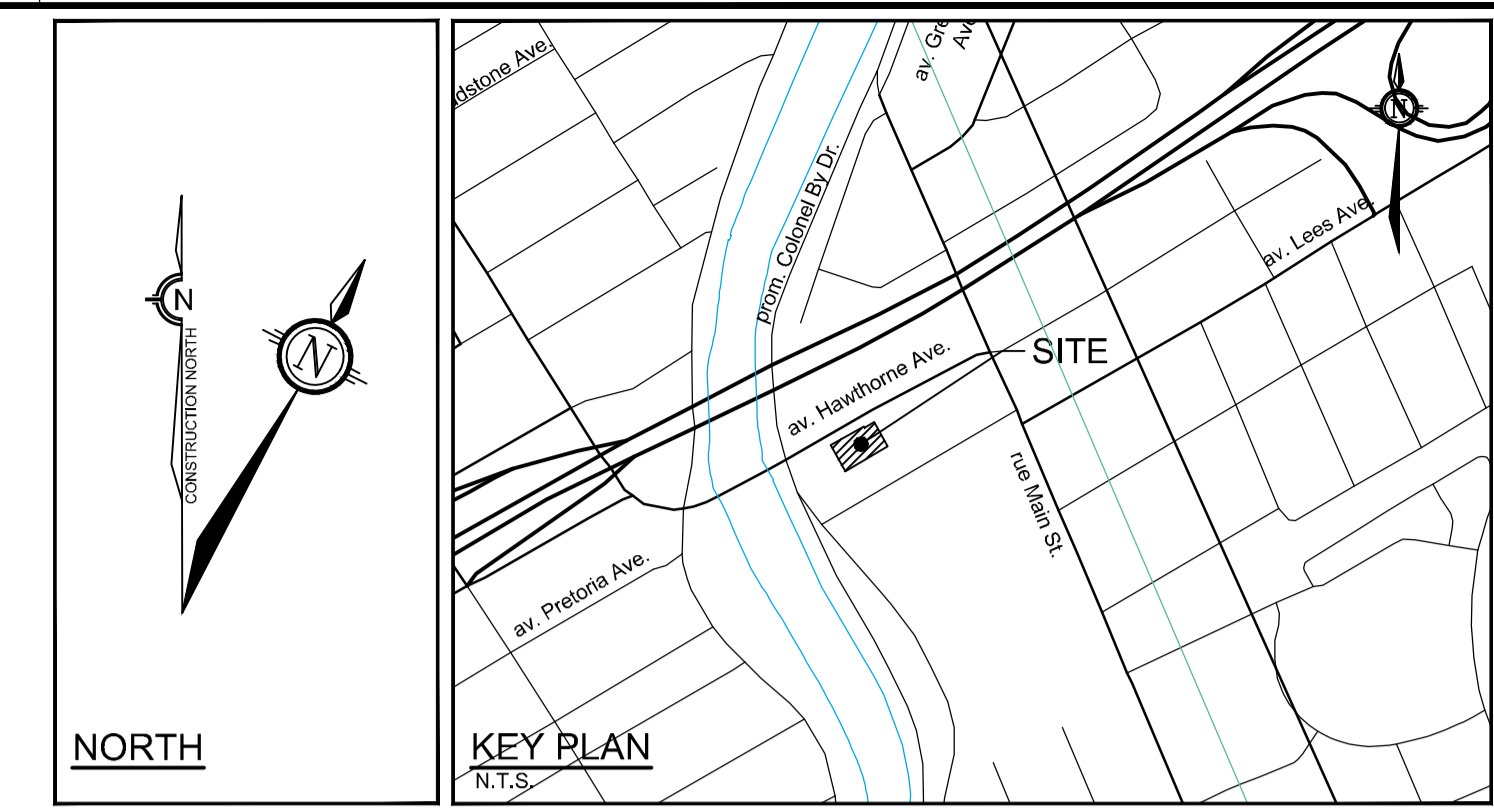 N
CONSTRUCTION NORTH
N
NORTH
av.
Ave.
prom. Colonel By Dr.
N
av. Lees Ave.
SITE
av. Hawthorne Ave.
rue Main St.
av. Pretoria Ave.
KEY PLAN
N.T.S.